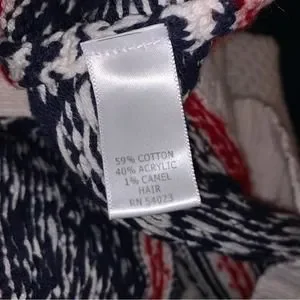 59% COTTON
40% ACRYLIC
1% CAMEL
HAIR
RN 54023